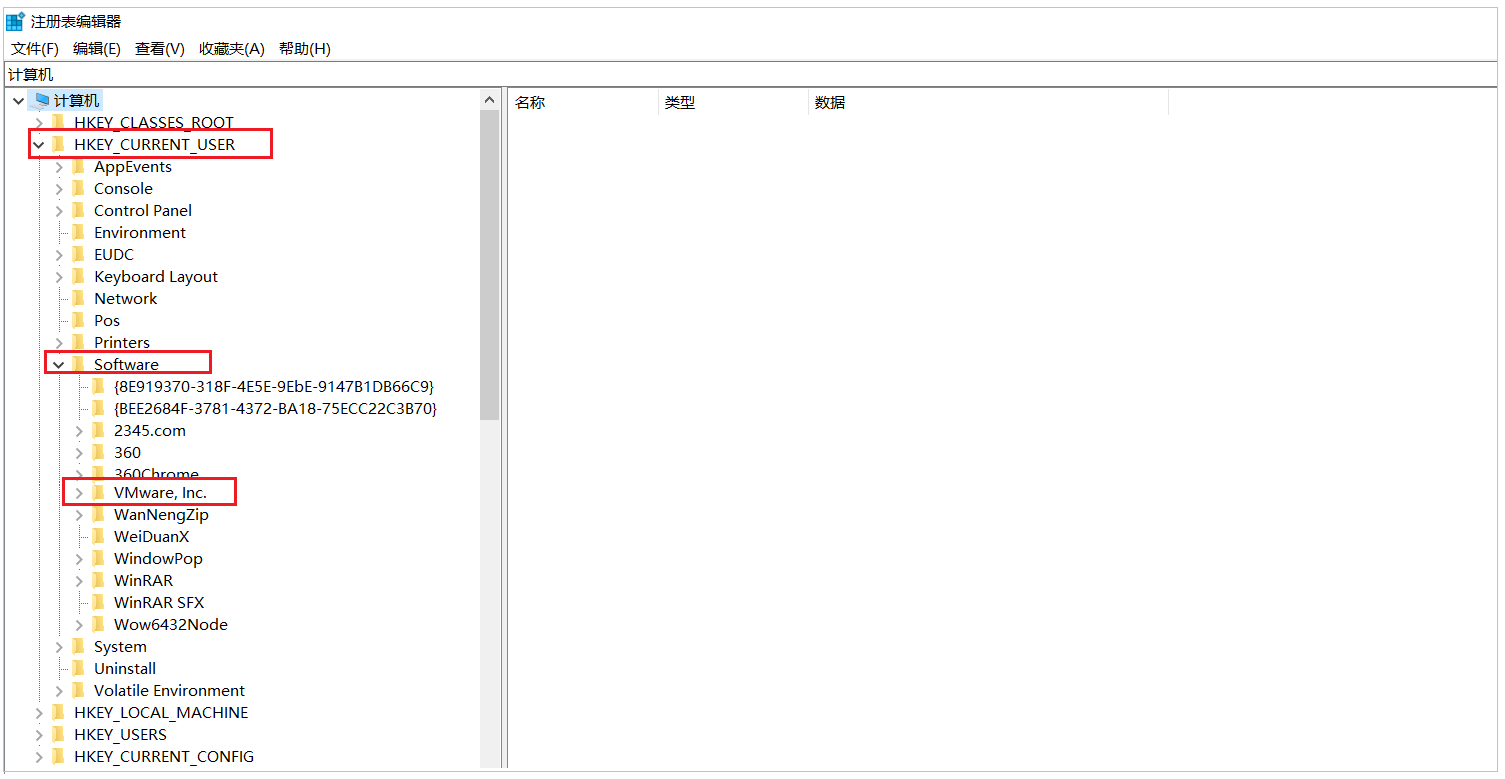 注册表编辑器
文件(F) 编辑(E) 查看(V) 收藏夹(A) 帮助(H)
计算机
计算机
名称 类型 数据
HKEY_CLASSES_ROOT
HKEY_CURRENT_USER
AppEvents
Console
Control Panel
Environment
EUDC
Keyboard Layout
Network
Pos
Printers
Software
{8E919370-318F-4E5E-9EbE-9147B1DB66C9}
{BEE2684F-3781-4372-BA18-75ECC22C3B70}
2345.com
360
360Chrome
VMware, Inc.
WanNengZip
WeiDuanX
WindowPop
WinRAR
WinRAR SFX
Wow6432Node
System
Uninstall
Volatile Environment
HKEY_LOCAL_MACHINE
HKEY_USERS
HKEY_CURRENT_CONFIG